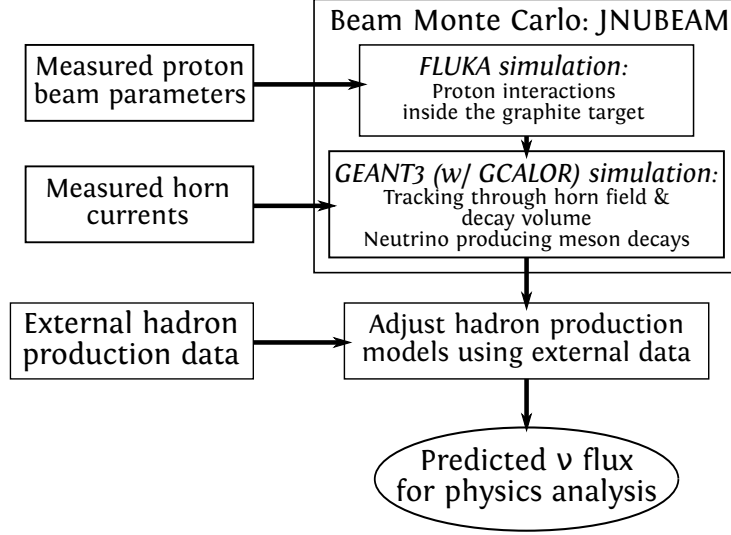 Beam Monte Carlo: JNUBEAM
Measured proton
beam parameters
FLUKA simulation:
Proton interactions
inside the graphite target
Measured horn
currents
GEANT3 (w/ GCALOR) simulation:
Tracking through horn field &
decay volume
Neutrino producing meson decays
External hadron
production data
Adjust hadron production
models using external data
Predicted ν flux
for physics analysis